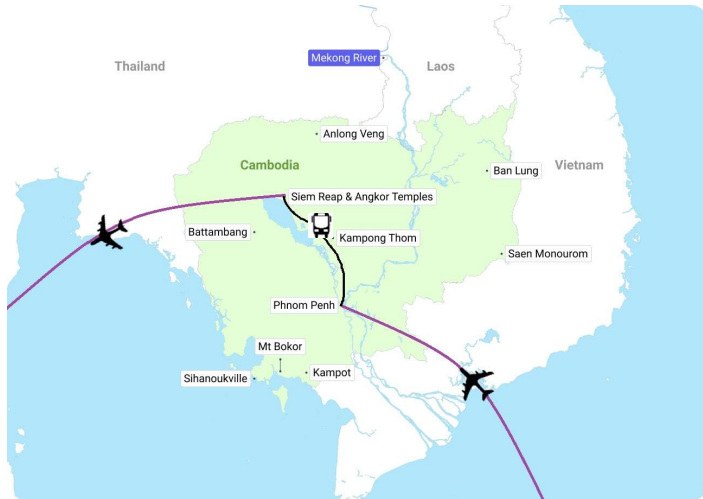 Mekong River
Thailand
Laos
Anlong Veng
Cambodia
Vietnam
Ban Lung
Siem Reap & Angkor Temples
Battambang
Kampong Thom
Saen Monourom
Phnom Penh
Mt Bokor
Kampot
Sihanoukville